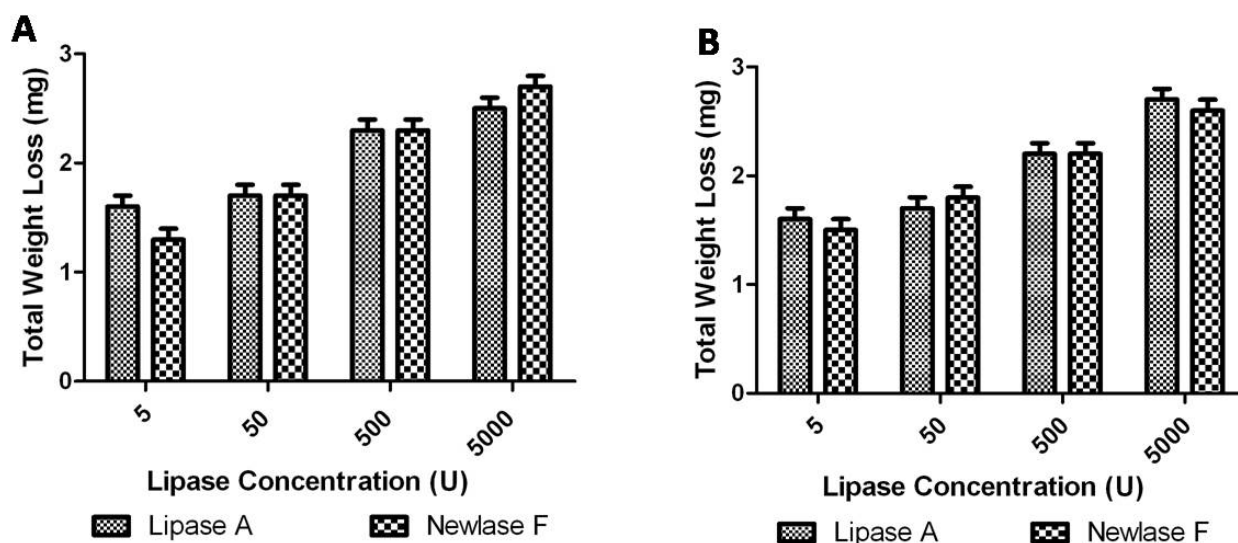 A
Total Weight Loss (mg)
3
2
1
0
5
50
500
5000
Lipase Concentration (U)
Lipase A
Newlase F
B
Total Weight Loss (mg)
3
2
1
0
5
50
500
5000
Lipase Concentration (U)
Lipase A
Newlase F